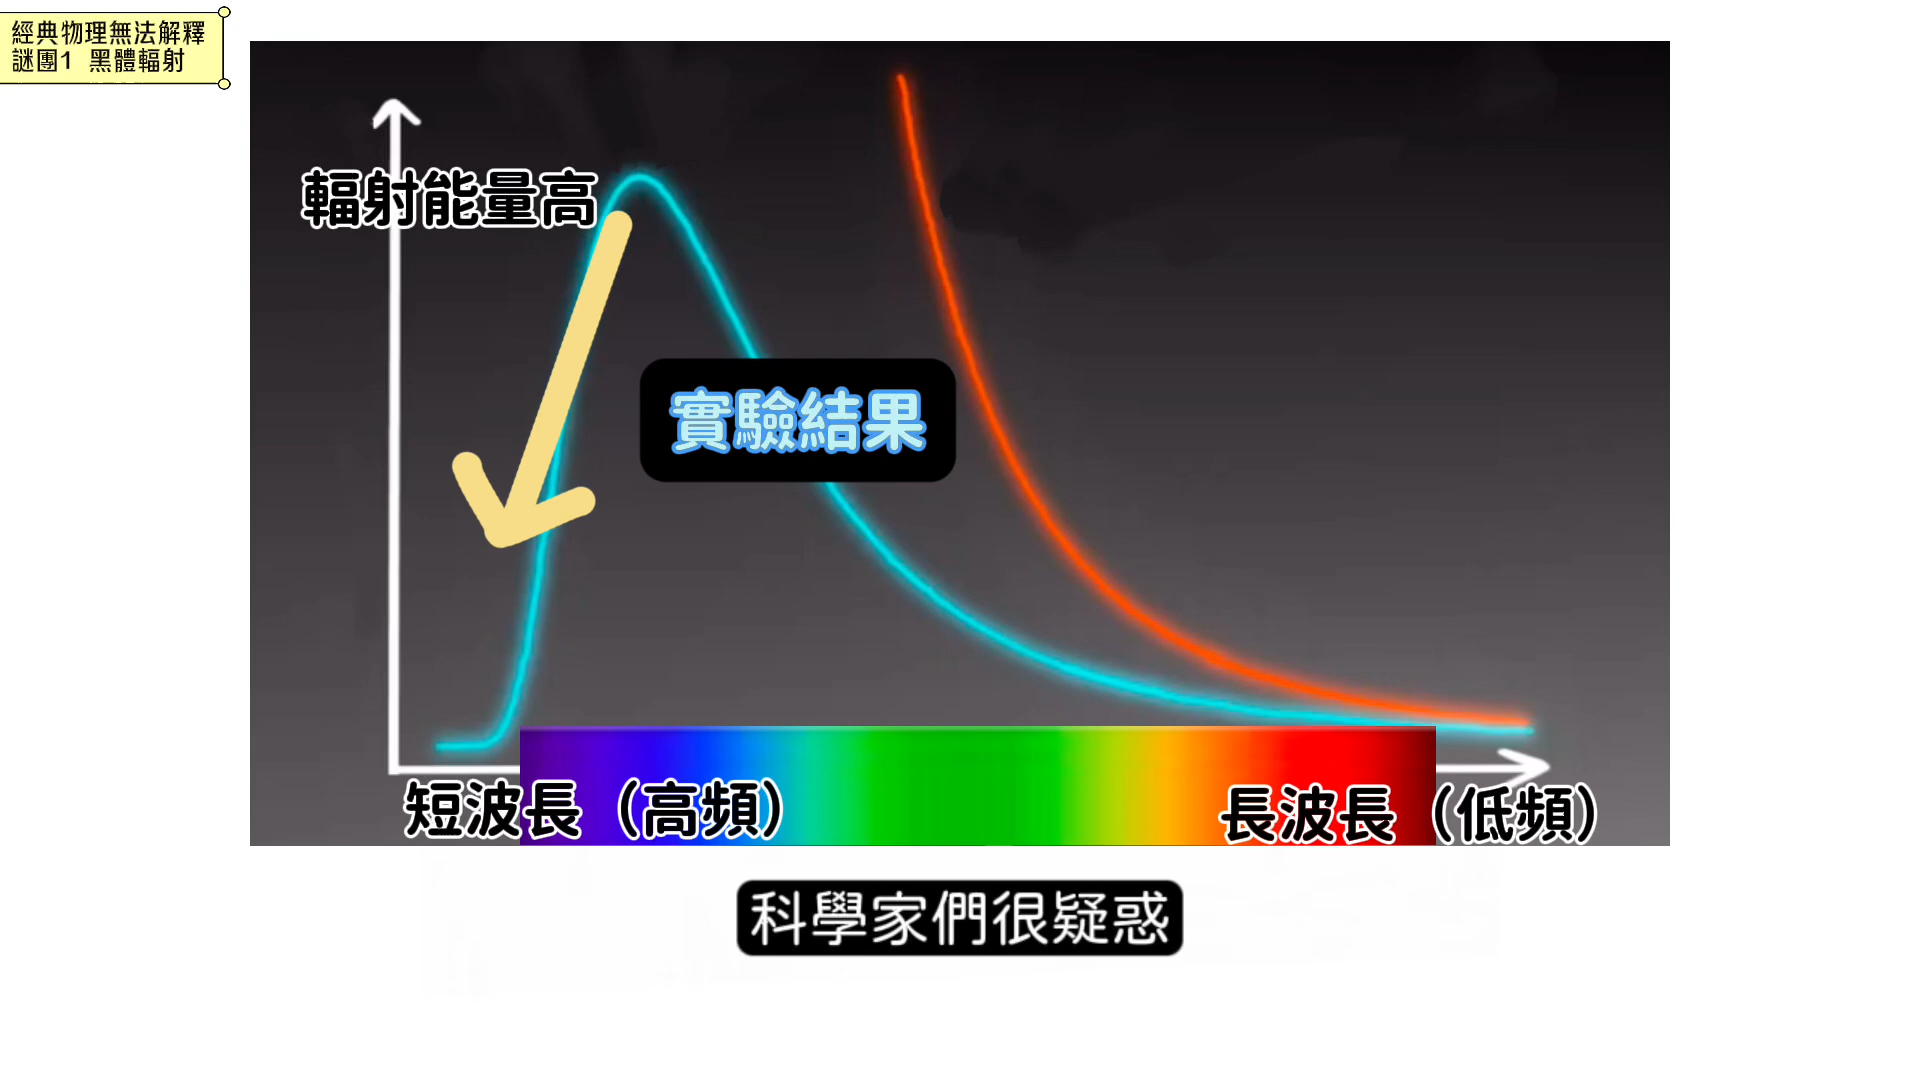 經典物理無法解釋
謎團1 黑體輻射
輻射能量高
實驗結果
短波長（高頻）
長波長（低頻）
科學家們很疑惑